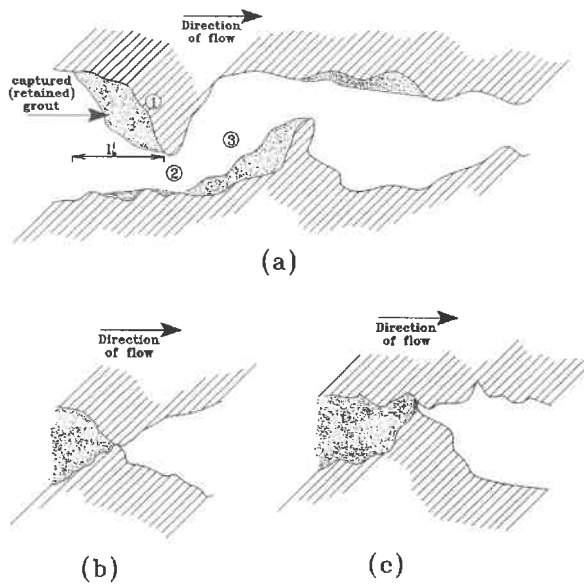 Direction
of flow
captured
(retained)
grout
①
③
②
(a)
Direction
of flow
Direction
of flow
(b)
(c)